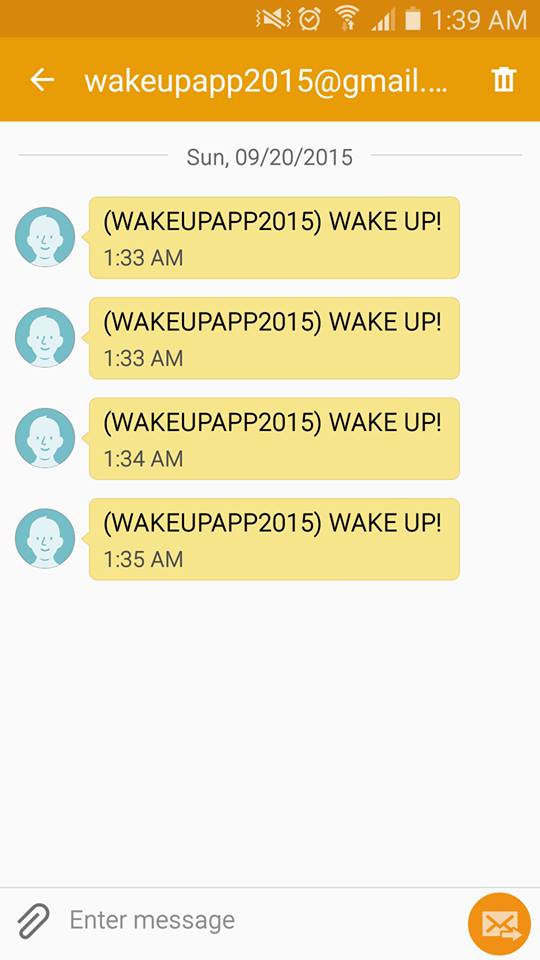 1:39 AM
wakeupapp2015@gmail....
Sun, 09/20/2015
(WAKEUPAPP2015) WAKE UP!
1:33 AM
(WAKEUPAPP2015) WAKE UP!
1:33 AM
(WAKEUPAPP2015) WAKE UP!
1:34 AM
(WAKEUPAPP2015) WAKE UP!
1:35 AM
Enter message